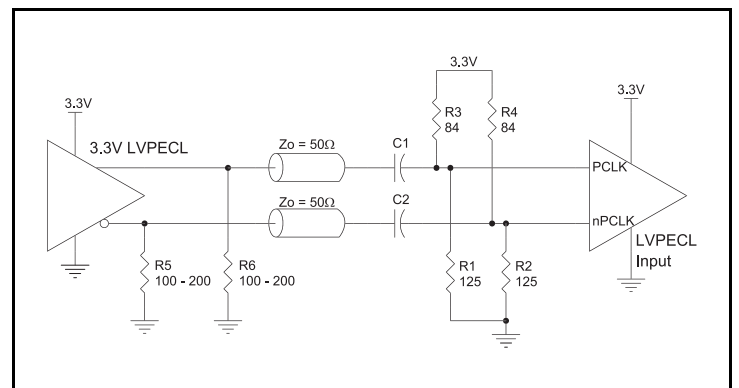 3.3V
3.3V LVPECL
R5
100 - 200
R6
100 - 200
Zo = 50Ω
Zo = 50Ω
C1
C2
3.3V
R3
84
R4
84
R1
125
R2
125
3.3V
PCLK
nPCLK
LVPECL
Input